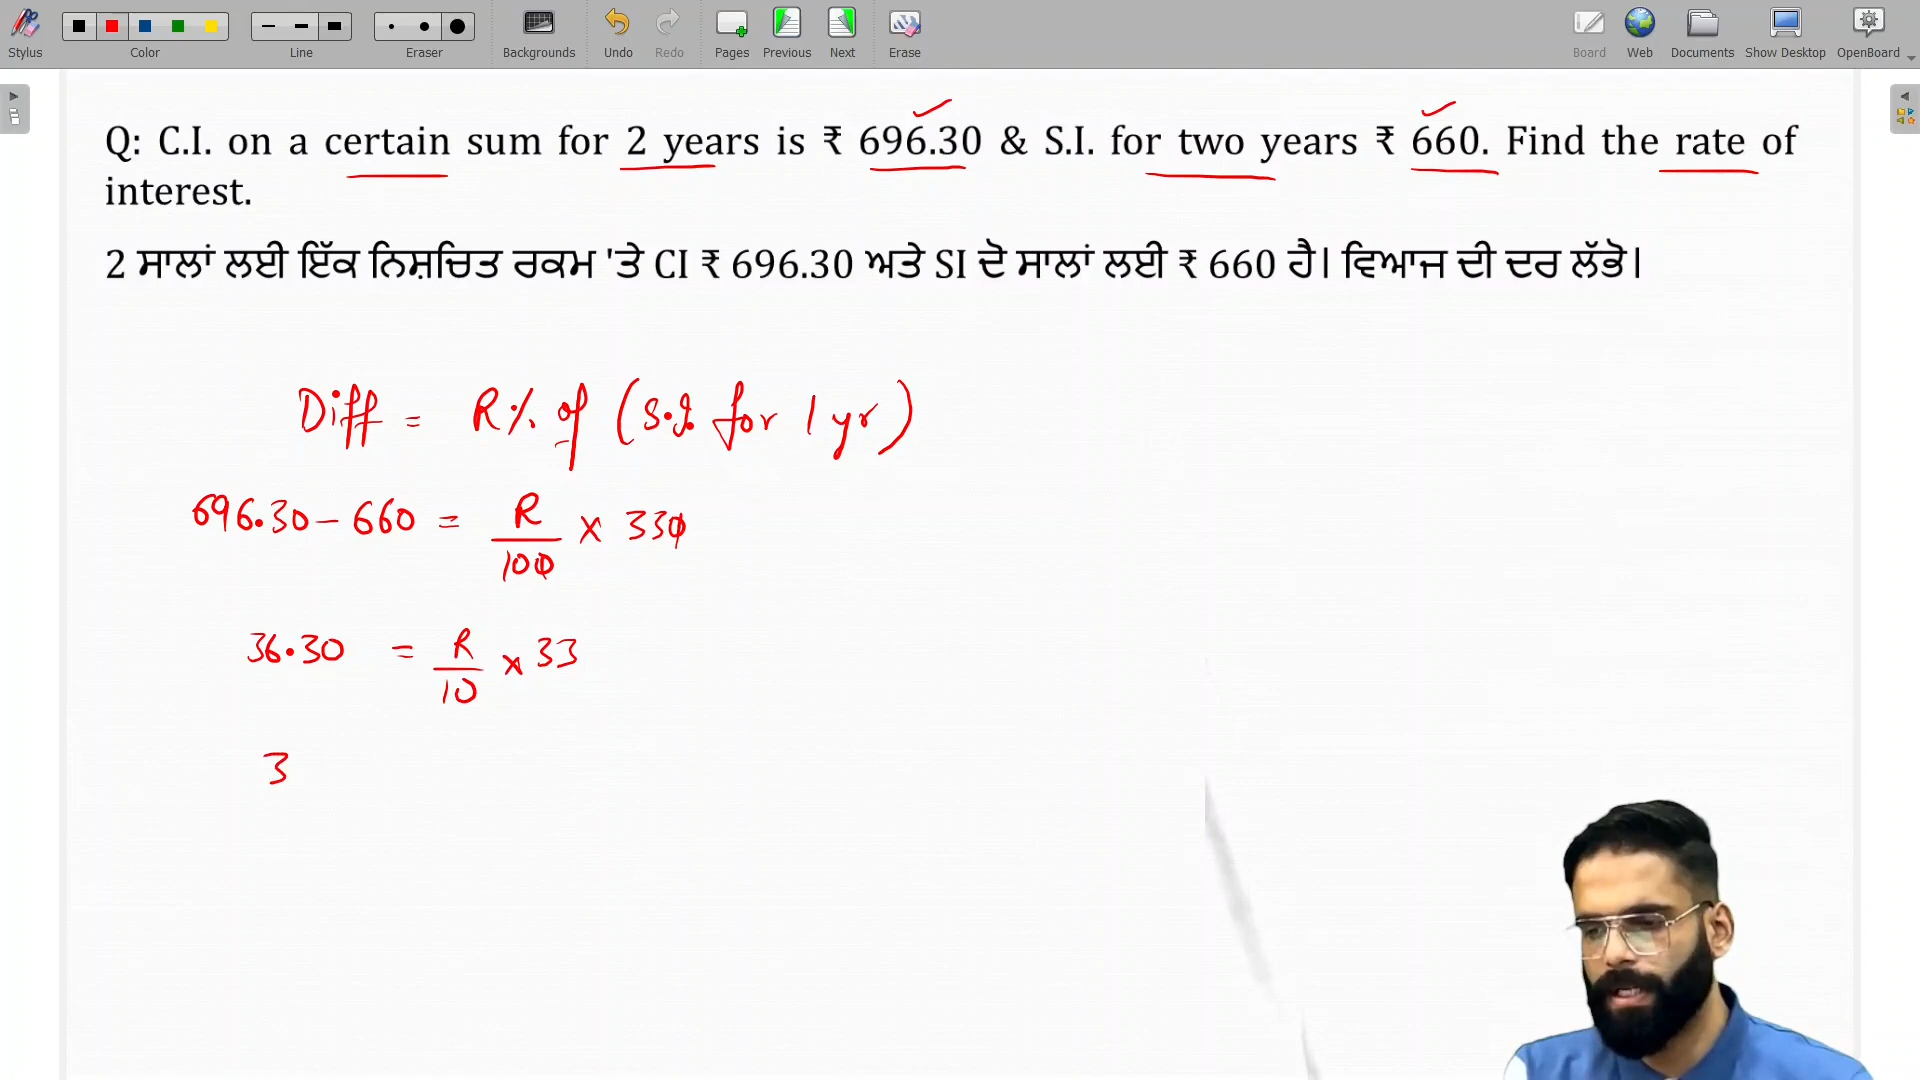 Stylus Color Line Eraser Backgrounds Undo Redo Pages Previous Next Erase Board Web Documents Show Desktop OpenBoard
Q: C.I. on a certain sum for 2 years is ₹ 696.30 & S.I. for two years ₹ 660. Find the rate of
interest.
2 ਸਾਲਾਂ ਲਈ ਇੱਕ ਨਿਸ਼ਚਿਤ ਰਕਮ 'ਤੇ CI ₹ 696.30 ਅਤੇ SI ਦੋ ਸਾਲਾਂ ਲਈ ₹ 660 ਹੈ। ਵਿਆਜ ਦੀ ਦਰ ਲੱਭੋ।
Diff = R% of (S.I for 1 yr)
696.30 - 660 = R/100 x 330
36.30 = R/10 x 33
3